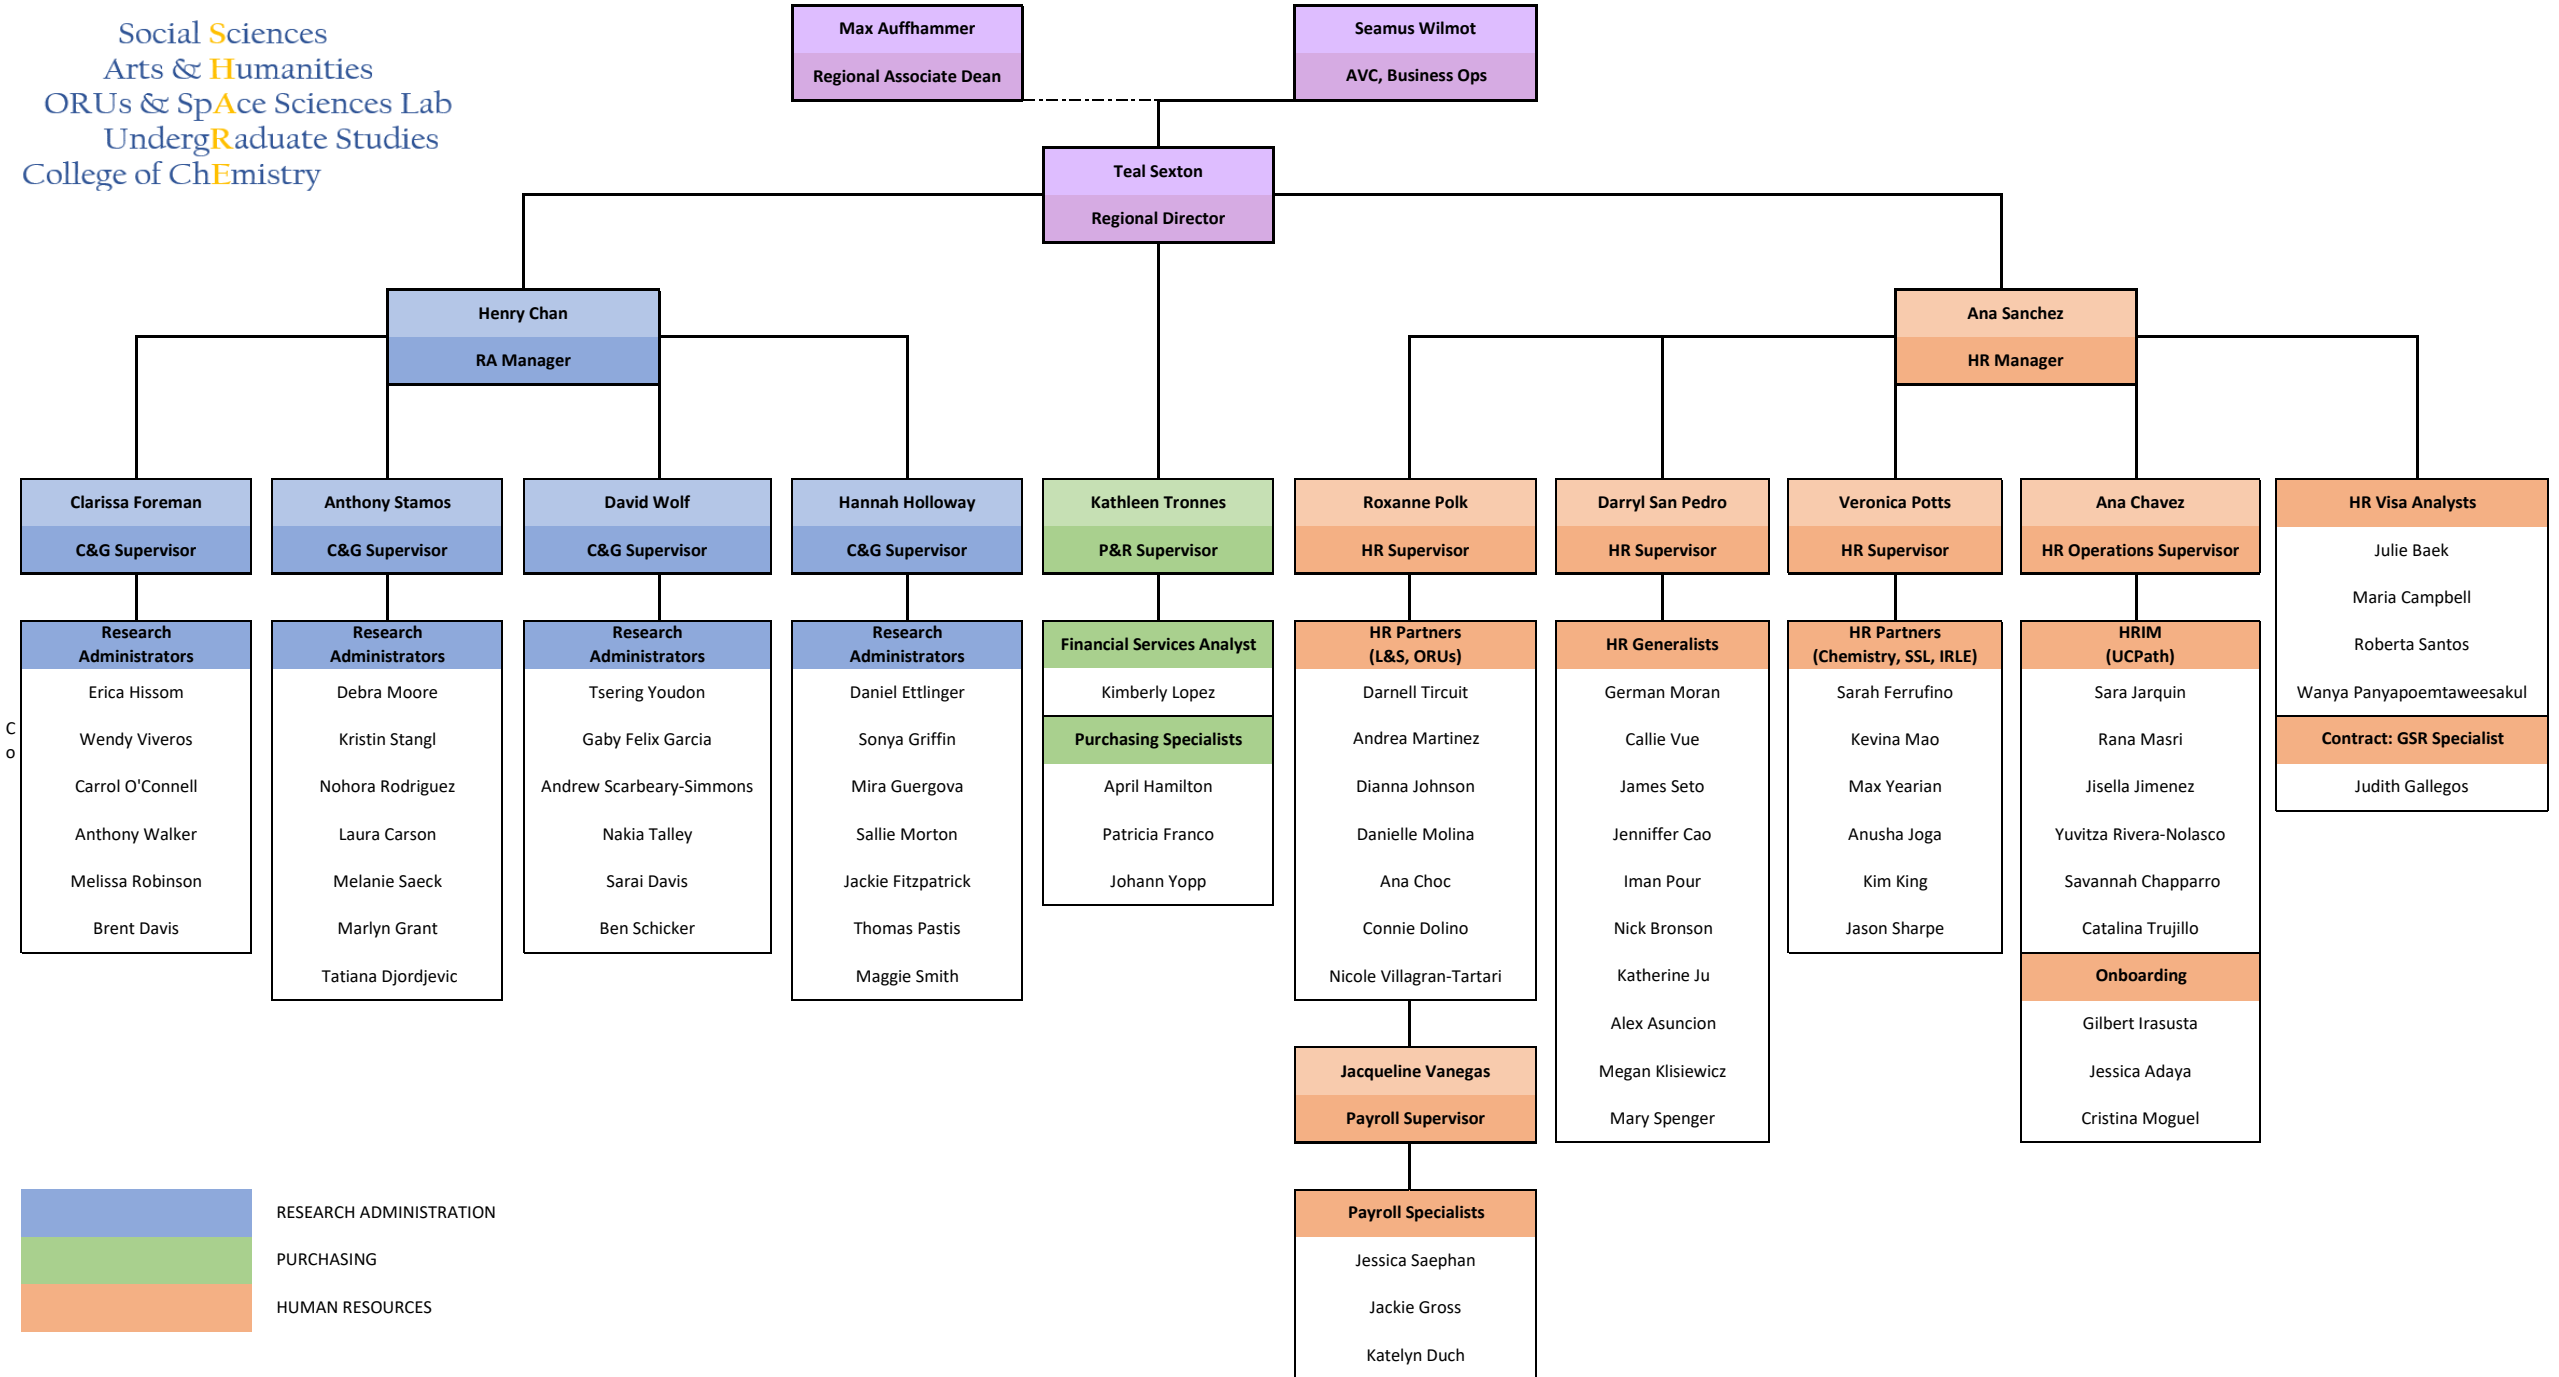 Social Sciences
Arts & Humanities
ORUs & SpAce Sciences Lab
UndergRaduate Studies
College of ChEmistry
Max Auffhammer
Regional Associate Dean
Seamus Wilmot
AVC, Business Ops
Teal Sexton
Regional Director
Henry Chan
RA Manager
Ana Sanchez
HR Manager
Clarissa Foreman
C&G Supervisor
Research
Administrators
Erica Hissom
Wendy Viveros
Carrol O'Connell
Anthony Walker
Melissa Robinson
Brent Davis
C
o
Anthony Stamos
C&G Supervisor
Research
Administrators
Debra Moore
Kristin Stangl
Nohora Rodriguez
Laura Carson
Melanie Saeck
Marlyn Grant
Tatiana Djordjevic
David Wolf
C&G Supervisor
Research
Administrators
Tsering Youdon
Gaby Felix Garcia
Andrew Scarbeary-Simmons
Nakia Talley
Sarai Davis
Ben Schicker
Hannah Holloway
C&G Supervisor
Research
Administrators
Daniel Ettlinger
Sonya Griffin
Mira Guergova
Sallie Morton
Jackie Fitzpatrick
Thomas Pastis
Maggie Smith
Kathleen Tronnes
P&R Supervisor
Financial Services Analyst
Kimberly Lopez
Purchasing Specialists
April Hamilton
Patricia Franco
Johann Yopp
Roxanne Polk
HR Supervisor
HR Partners
(L&S, ORUs)
Darnell Tircuit
Andrea Martinez
Dianna Johnson
Danielle Molina
Ana Choc
Connie Dolino
Nicole Villagran-Tartari
Jacqueline Vanegas
Payroll Supervisor
Payroll Specialists
Jessica Saephan
Jackie Gross
Katelyn Duch
Darryl San Pedro
HR Supervisor
HR Generalists
German Moran
Callie Vue
James Seto
Jenniffer Cao
Iman Pour
Nick Bronson
Katherine Ju
Alex Asuncion
Megan Klisiewicz
Mary Spenger
Veronica Potts
HR Supervisor
HR Partners
(Chemistry, SSL, IRLE)
Sarah Ferrufino
Kevina Mao
Max Yearian
Anusha Joga
Kim King
Jason Sharpe
Ana Chavez
HR Operations Supervisor
HRIM
(UCPath)
Sara Jarquin
Rana Masri
Jisella Jimenez
Yuvitza Rivera-Nolasco
Savannah Chapparro
Catalina Trujillo
Onboarding
Gilbert Irasusta
Jessica Adaya
Cristina Moguel
HR Visa Analysts
Julie Baek
Maria Campbell
Roberta Santos
Wanya Panyapoemtaweesakul
Contract: GSR Specialist
Judith Gallegos
RESEARCH ADMINISTRATION
PURCHASING
HUMAN RESOURCES